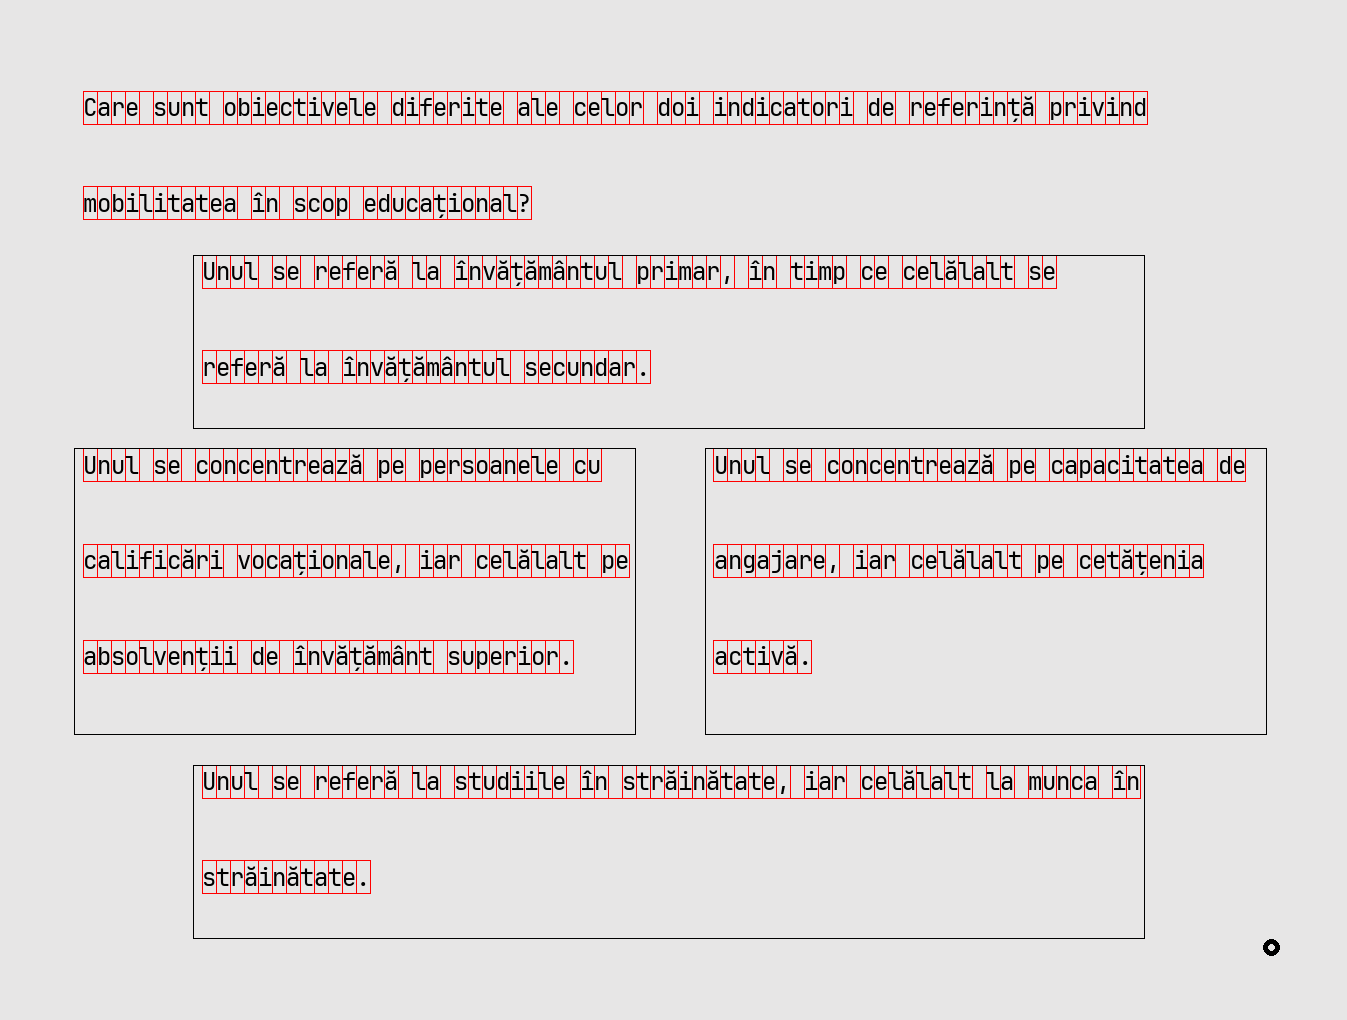 Care sunt obiectivele diferite ale celor doi indicatori de referință privind
mobilitatea în scop educațional?
Unul se referă la învățământul primar, în timp ce celălalt se
referă la învățământul secundar.
Unul se concentrează pe persoanele cu
calificări vocaționale, iar celălalt pe
absolvenții de învățământ superior.
Unul se concentrează pe capacitatea de
angajare, iar celălalt pe cetățenia
activă.
Unul se referă la studiile în străinătate, iar celălalt la munca în
străinătate.